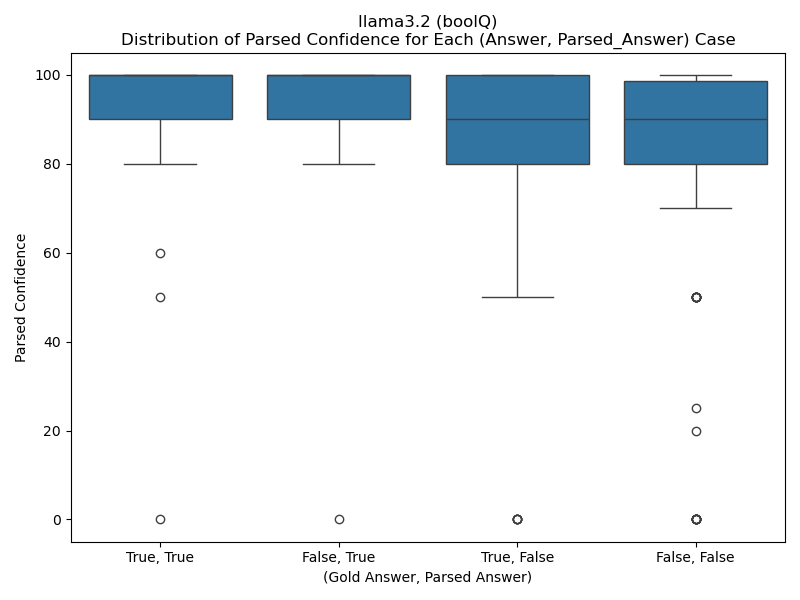 llama3.2 (boolQ)
Distribution of Parsed Confidence for Each (Answer, Parsed_Answer) Case
Parsed Confidence
100
80
60
40
20
0
True, True
False, True
True, False
False, False
(Gold Answer, Parsed Answer)